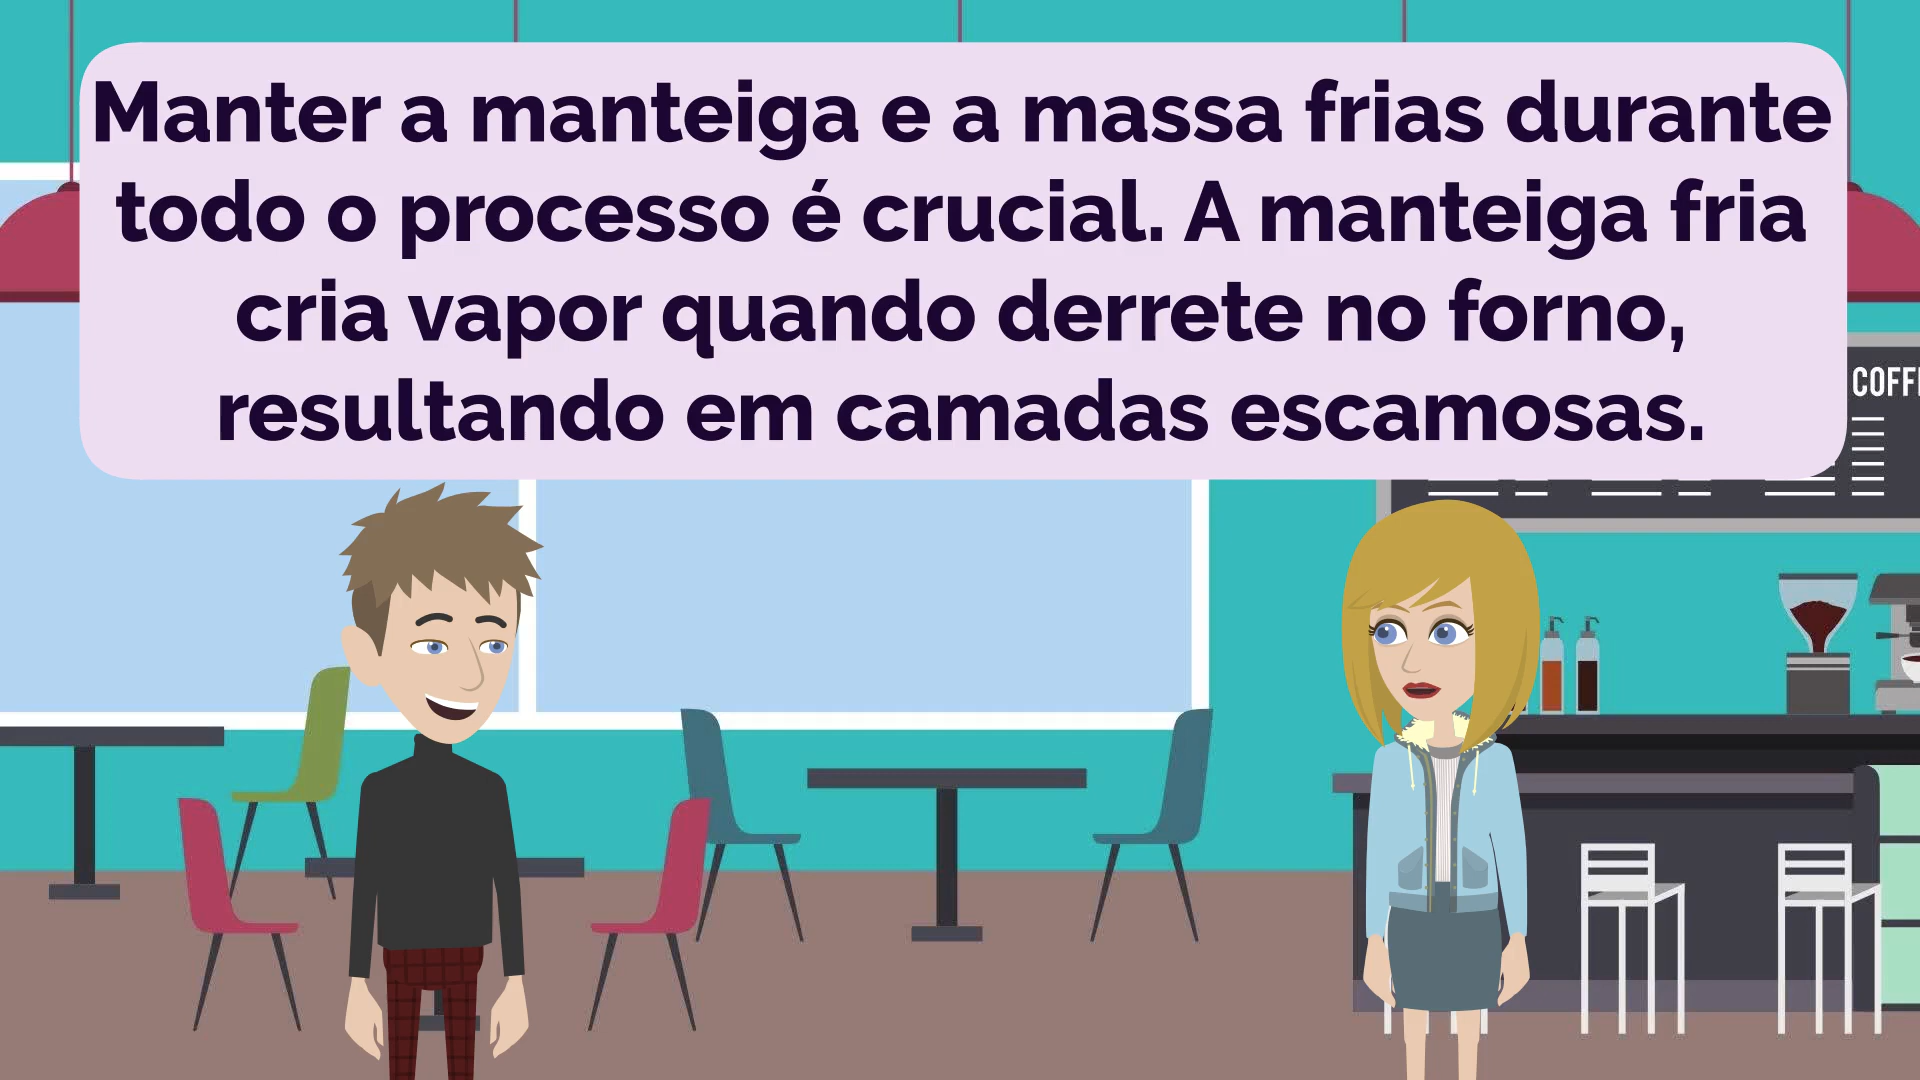 Manter a manteiga e a massa frias durante
todo o processo é crucial. A manteiga fria
cria vapor quando derrete no forno,
resultando em camadas escamosas.